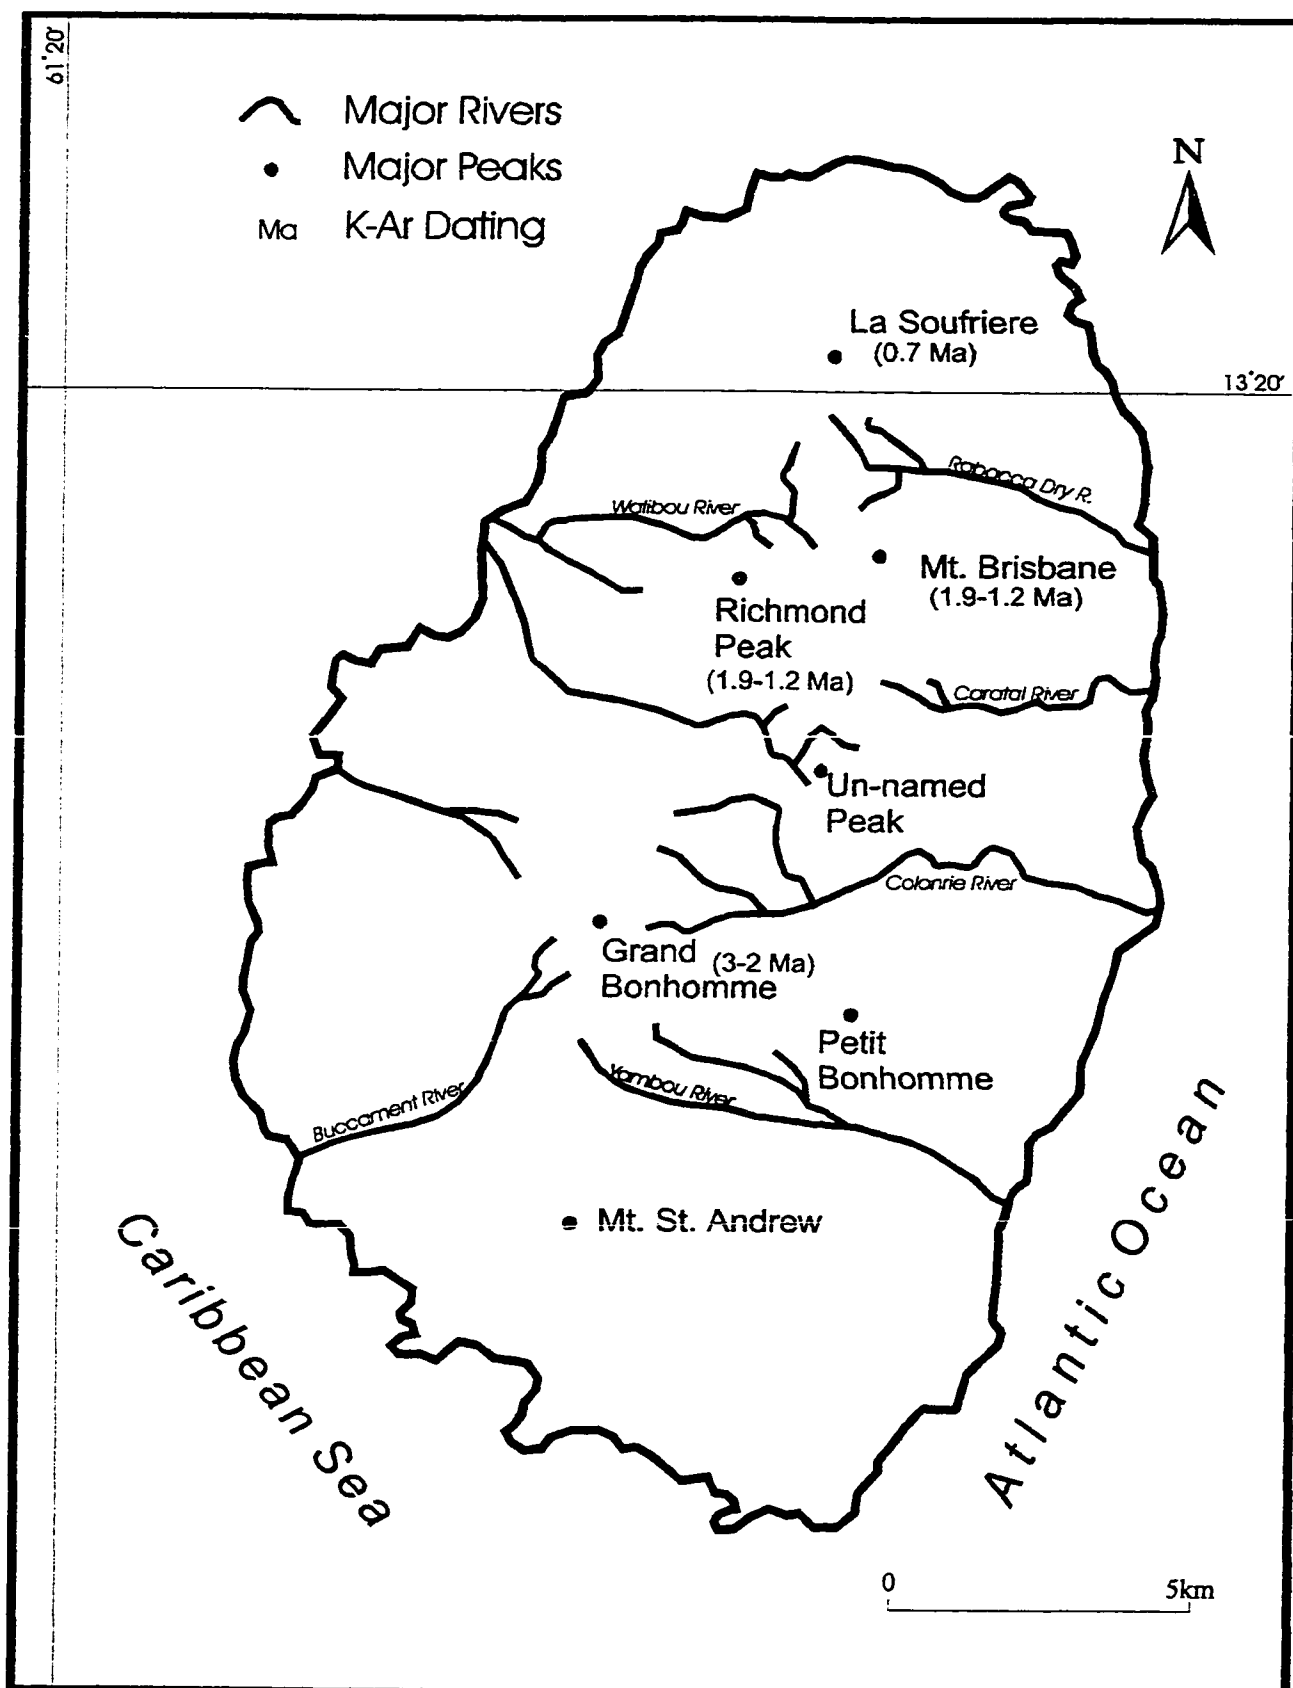 61°20'
Major Rivers
Major Peaks
Ma K-Ar Dating
N
La Soufriere
(0.7 Ma)
13°20'
Rabacca Dry R.
Wallibou River
Mt. Brisbane
(1.9-1.2 Ma)
Richmond
Peak
(1.9-1.2 Ma)
Caratal River
Un-named
Peak
Colonrie River
Grand (3-2 Ma)
Bonhomme
Petit
Bonhomme
Yambou River
Buccament River
Mt. St. Andrew
Caribbean Sea
Atlantic Ocean
0 5km